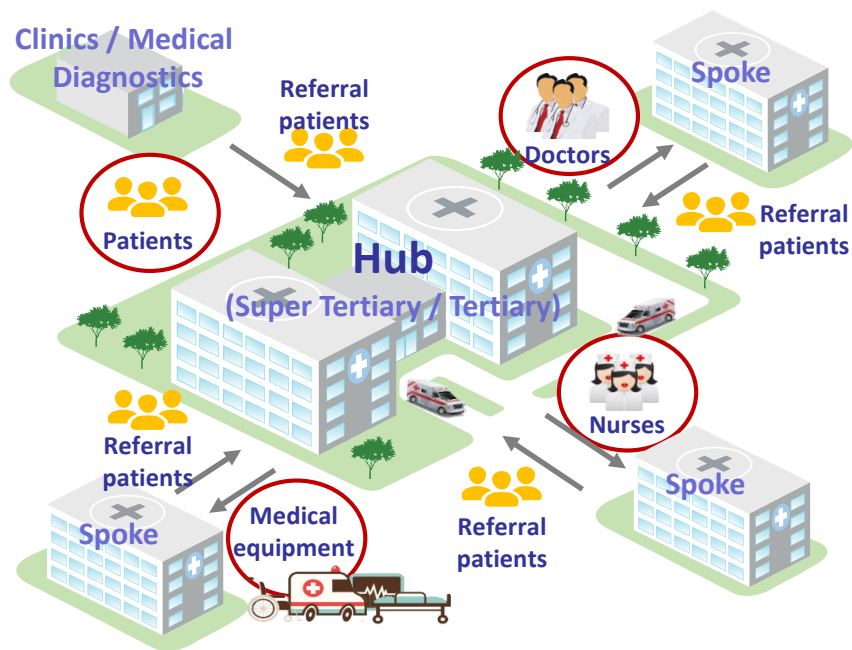 Clinics / Medical
Diagnostics
Referral
patients
Doctors
Spoke
Patients
Referral
patients
Hub
(Super Tertiary / Tertiary)
Referral
patients
Nurses
Spoke
Medical
equipment
Referral
patients
Spoke